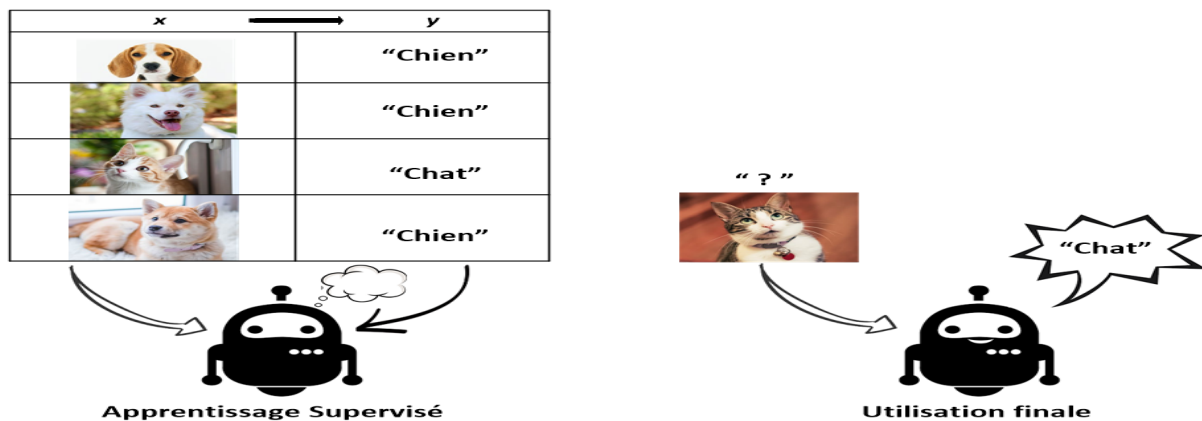 x y
“Chien”
“Chien”
“Chat”
“Chien”
Apprentissage Supervisé
“ ? ”
“Chat”
Utilisation finale